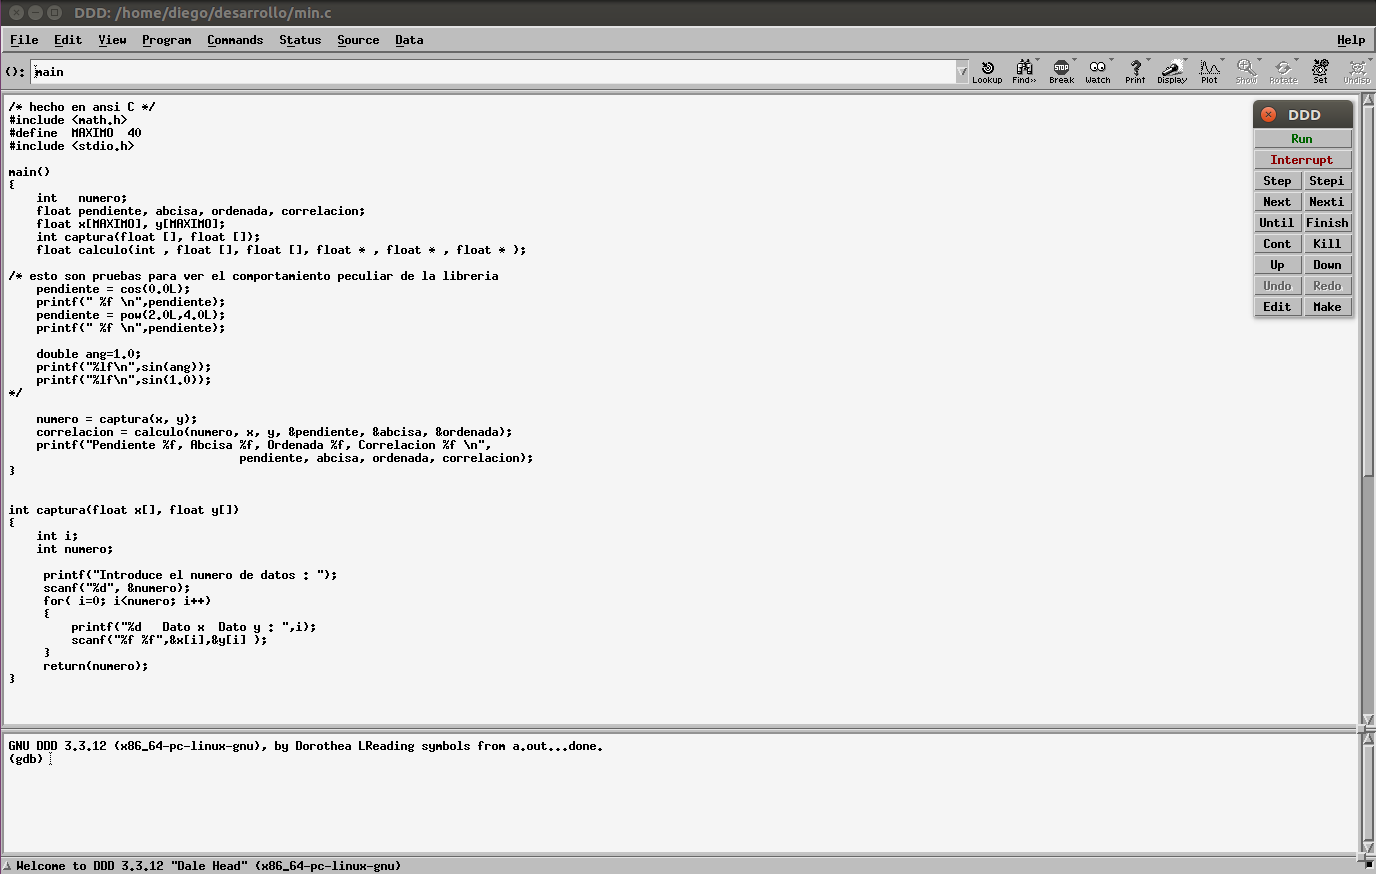 DDD: /home/diego/desarrollo/min.c
File Edit View Program Commands Status Source Data Help
(): main
Lookup Find>> Break Watch Print Display Plot Show Rotate Set Undisp
/* hecho en ansi C */
#include <math.h>
#define  MAXIMO  40
#include <stdio.h>
main()
{
    int   numero;
    float pendiente, abcisa, ordenada, correlacion;
    float x[MAXIMO], y[MAXIMO];
    int captura(float [], float []);
    float calculo(int , float [], float [], float * , float * , float * );
/* esto son pruebas para ver el comportamiento peculiar de la libreria
    pendiente = cos(0.0L);
    printf(" %f \n",pendiente);
    pendiente = pow(2.0L,4.0L);
    printf(" %f \n",pendiente);
    double ang=1.0;
    printf("%lf\n",sin(ang));
    printf("%lf\n",sin(1.0));
*/
    numero = captura(x, y);
    correlacion = calculo(numero, x, y, &pendiente, &abcisa, &ordenada);
    printf("Pendiente %f, Abcisa %f, Ordenada %f, Correlacion %f \n",
                                 pendiente, abcisa, ordenada, correlacion);
}
int captura(float x[], float y[])
{
    int i;
    int numero;
     printf("Introduce el numero de datos : ");
     scanf("%d", &numero);
     for( i=0; i<numero; i++)
     {
         printf("%d   Dato x  Dato y : ",i);
         scanf("%f %f",&x[i],&y[i] );
     }
     return(numero);
}
DDD
Run
Interrupt
Step Stepi
Next Nexti
Until Finish
Cont Kill
Up Down
Undo Redo
Edit Make
GNU DDD 3.3.12 (x86_64-pc-linux-gnu), by Dorothea LReading symbols from a.out...done.
(gdb)
Welcome to DDD 3.3.12 "Dale Head" (x86_64-pc-linux-gnu)